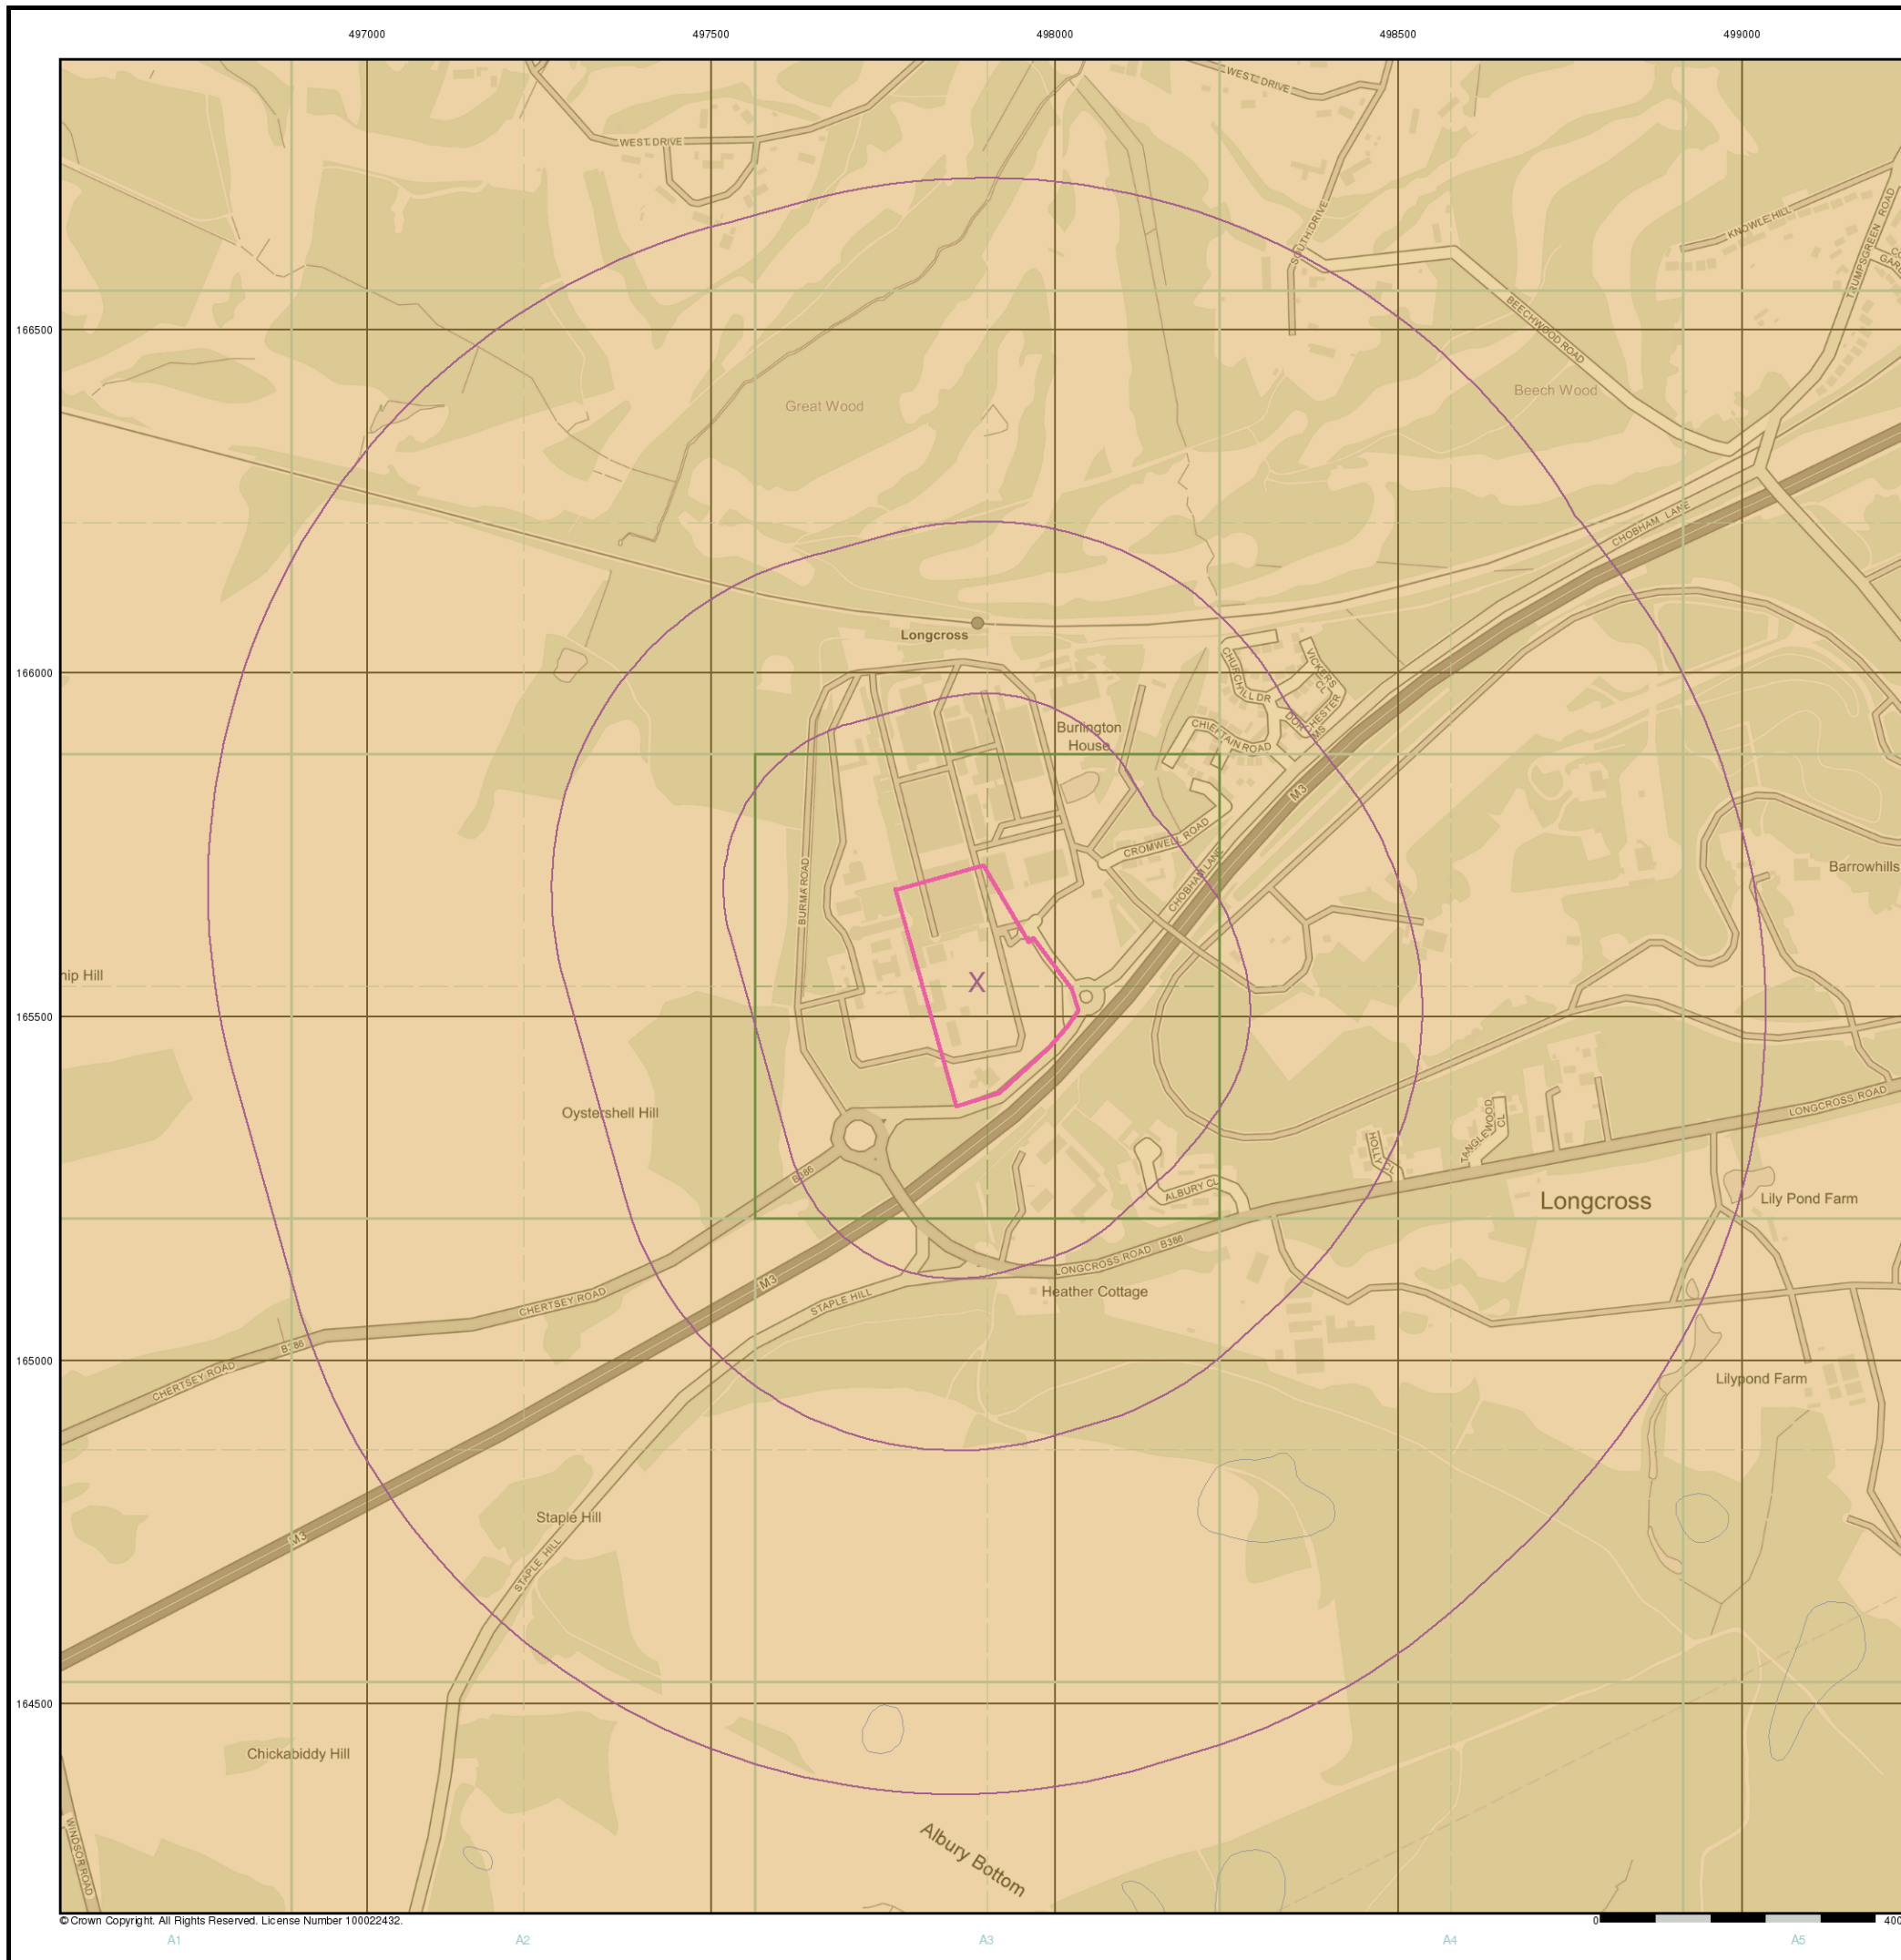 497000 497500 498000 498500 499000
WEST DRIVE
WEST DRIVE
KNOWLE HILL
TRUMPSGREEN ROAD
SOUTH DRIVE
166500
BEECHWOOD ROAD
Beech Wood
Great Wood
CHOBHAM LANE
Longcross
166000
CHURCHILL DR
VICKERS
CL
Burlington
House
CHIEFTAIN ROAD
M3
CROMWELL ROAD
CHOBHAM LANE
BURMA ROAD
Barrowhills
X
165500
Oystershell Hill
LONGCROSS ROAD
TANGLEWOOD
CL
HOLLY CL
B386
ALBURY CL
Longcross
Lily Pond Farm
LONGCROSS ROAD B386
M3
Heather Cottage
CHERTSEY ROAD
STAPLE HILL
B386
165000
CHERTSEY ROAD
Lilypond Farm
Staple Hill
M3
STAPLE HILL
164500
Chickabiddy Hill
WINDSOR ROAD
Albury Bottom
© Crown Copyright. All Rights Reserved. License Number 100022432.
0 400
A1 A2 A3 A4 A5